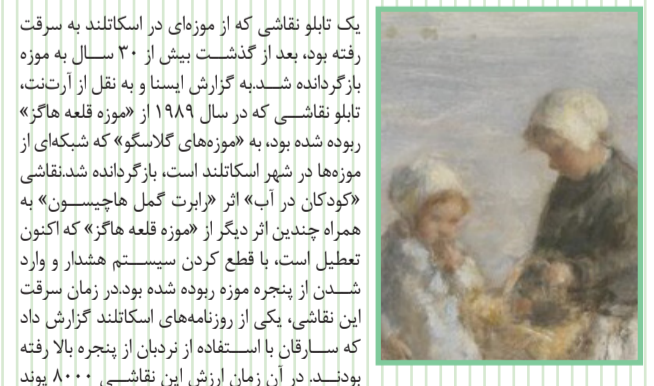 یک تابلو نقاشی که از موزه‌ای در اسکاتلند به سرقت
رفته بود، بعد از گذشت بیش از ۳۰ سال به موزه
بازگردانده شد.به گزارش ایسنا و به نقل از آرت‌نت،
تابلو نقاشی که در سال ۱۹۸۹ از «موزه قلعه هاگز»
ربوده شده بود، به «موزه‌های گلاسگو» که شبکه‌ای از
موزه‌ها در شهر اسکاتلند است، بازگردانده شد.نقاشی
«کودکان در آب» اثر «رابرت گمل هاچیسون» به
همراه چندین اثر دیگر از «موزه قلعه هاگز» که اکنون
تعطیل است، با قطع کردن سیستم هشدار و وارد
شدن از پنجره موزه ربوده شده بود.در زمان سرقت
این نقاشی، یکی از روزنامه‌های اسکاتلند گزارش داد
که سارقان با استفاده از نردبان از پنجره بالا رفته
بودند. در آن زمان ارزش این نقاشی ۸۰۰۰ پوند